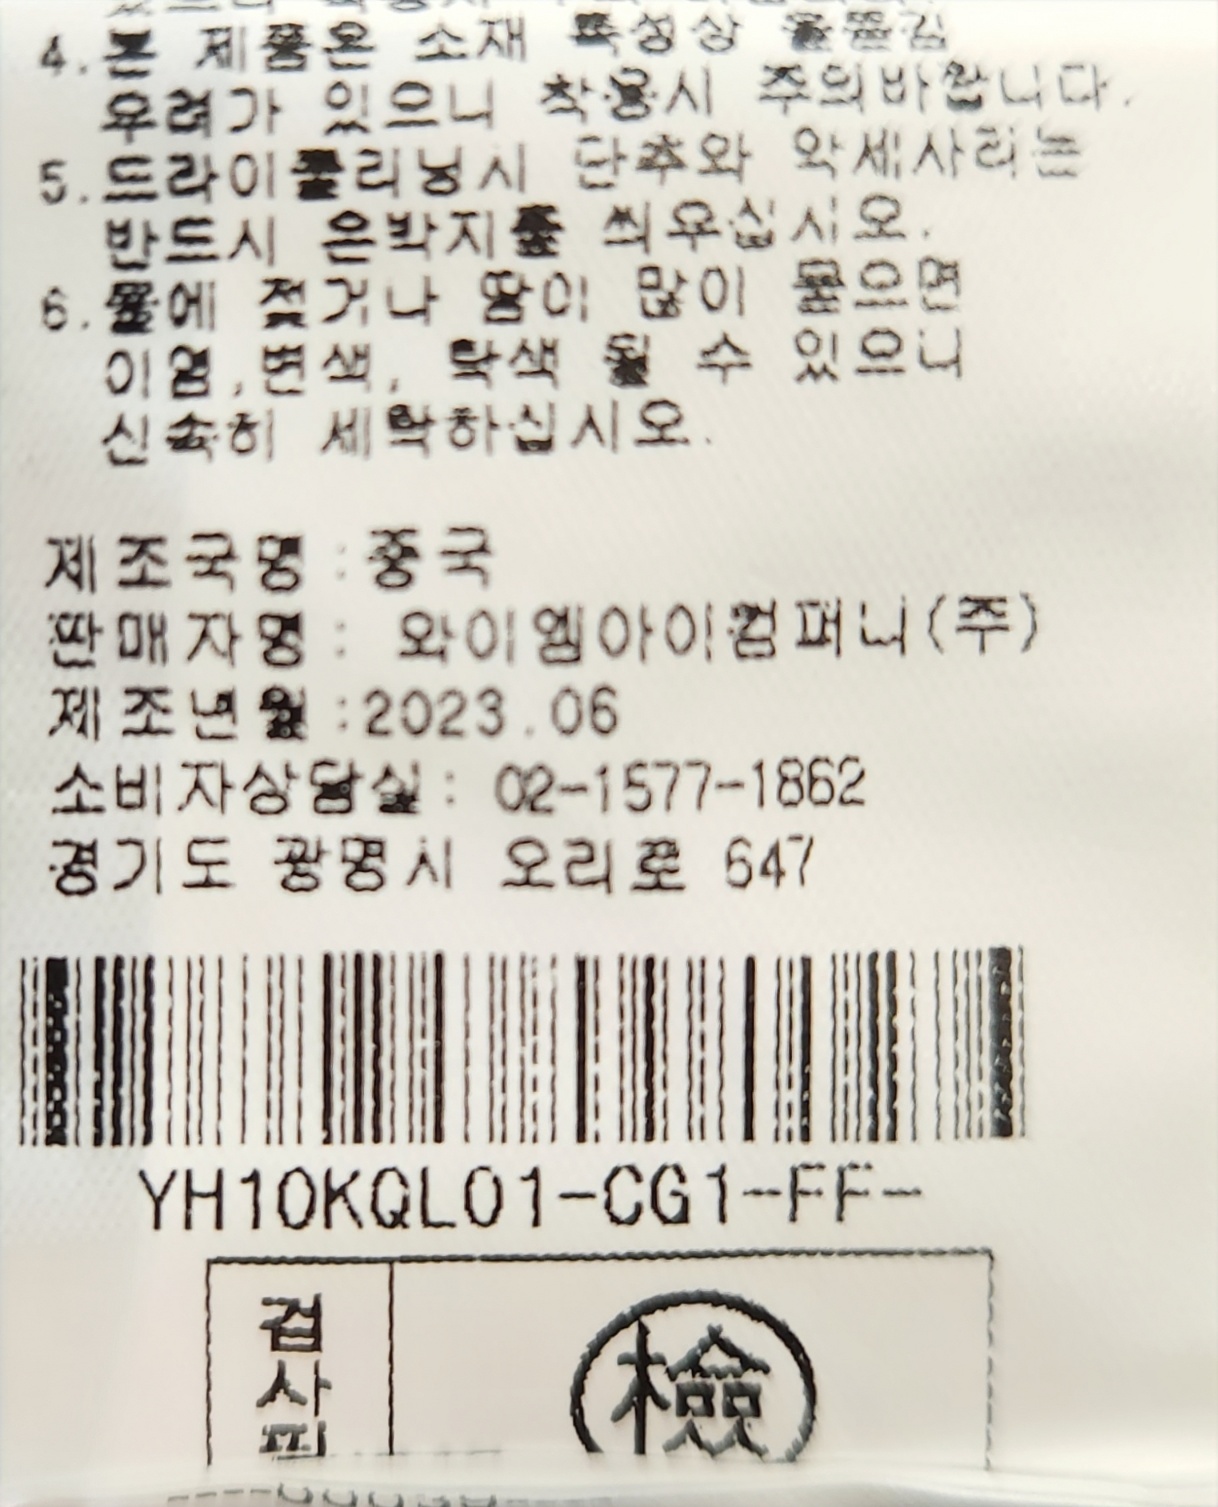 4.본 제품은 소재 특성상 올뜯김
우려가 있으니 착용시 주의바랍니다.
5.드라이클리닝시 단추와 악세사리는
반드시 은박지를 씌우십시오.
6.물에 젖거나 땀이 많이 묻으면
이염,변색, 탁색 될 수 있으니
신속히 세탁하십시오.
제조국명:중국
판매자명: 와이엠아이컴퍼니(주)
제조년월:2023.06
소비자상담실: 02-1577-1862
경기도 광명시 오리로 647
YH10KQL01-CG1-FF-
검
사
필
檢